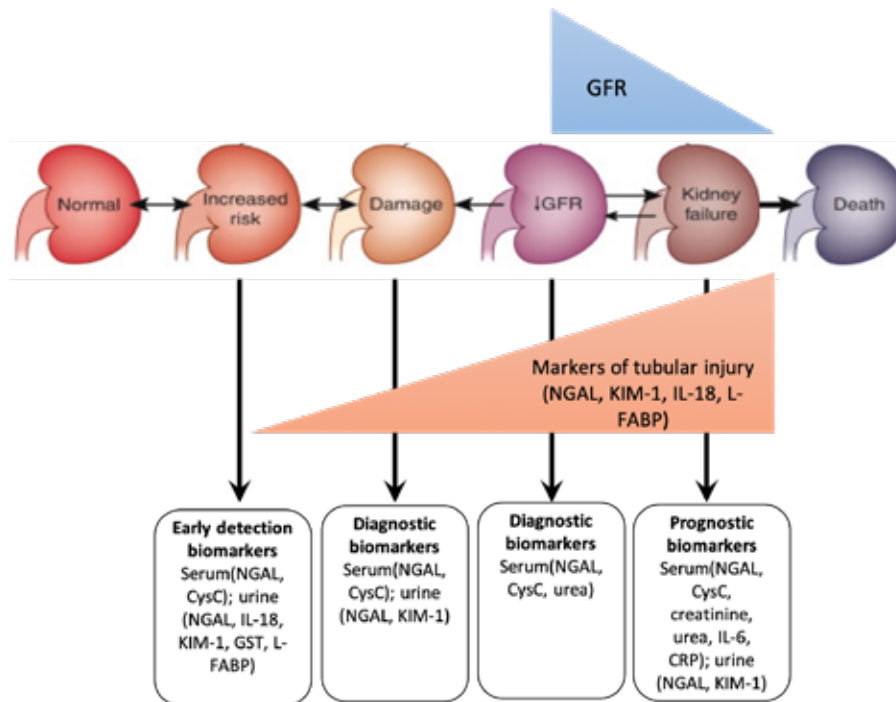 GFR
Normal
Increased
risk
Damage
↓GFR
Kidney
failure
Death
Markers of tubular injury
(NGAL, KIM-1, IL-18, L-
FABP)
Early detection
biomarkers
Serum(NGAL,
CysC); urine
(NGAL, IL-18,
KIM-1, GST, L-
FABP)
Diagnostic
biomarkers
Serum(NGAL,
CysC); urine
(NGAL, KIM-1)
Diagnostic
biomarkers
Serum(NGAL,
CysC, urea)
Prognostic
biomarkers
Serum(NGAL,
CysC,
creatinine,
urea, IL-6,
CRP); urine
(NGAL, KIM-1)